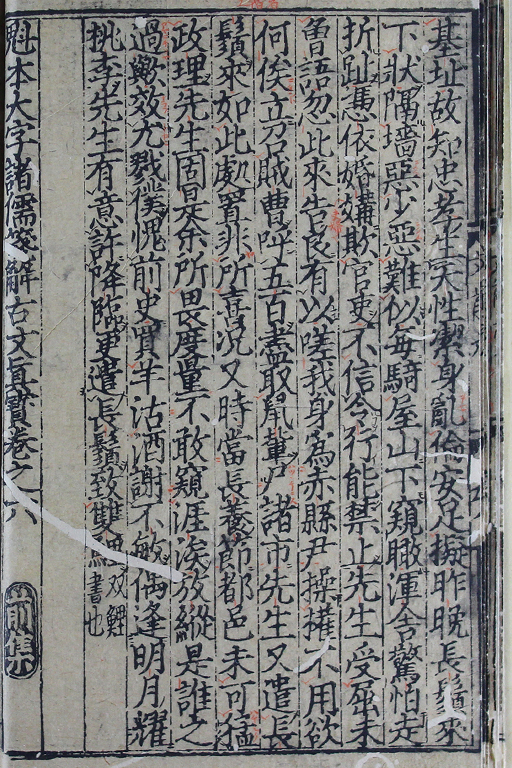 基址故知忠孝生天性潔身亂倫安足擬昨晚長鬚來
下狀隔墻惡少惡難似每騎屋山下窺瞰渾舍驚怕走
折趾憑依婚媾欺官吏不信令行能禁止先生受屈未
曾語忽此來告良有以嗟我身爲赤縣尹操權不用欲
何俟立召賊曹呼五百盡取鼠輩尸諸市先生又遣長
鬚來如此處置非所喜況又時當長養節都邑未可猛
政理先生固是余所畏度量不敢窺涯涘放縱是誰之
過歟效尤戮僕愧前史買羊沽酒謝不敏偶逢明月耀
桃李先生有意許降臨更遣長鬚致雙双鯉書也
魁本大字諸儒箋解古文真寶卷之六
前集